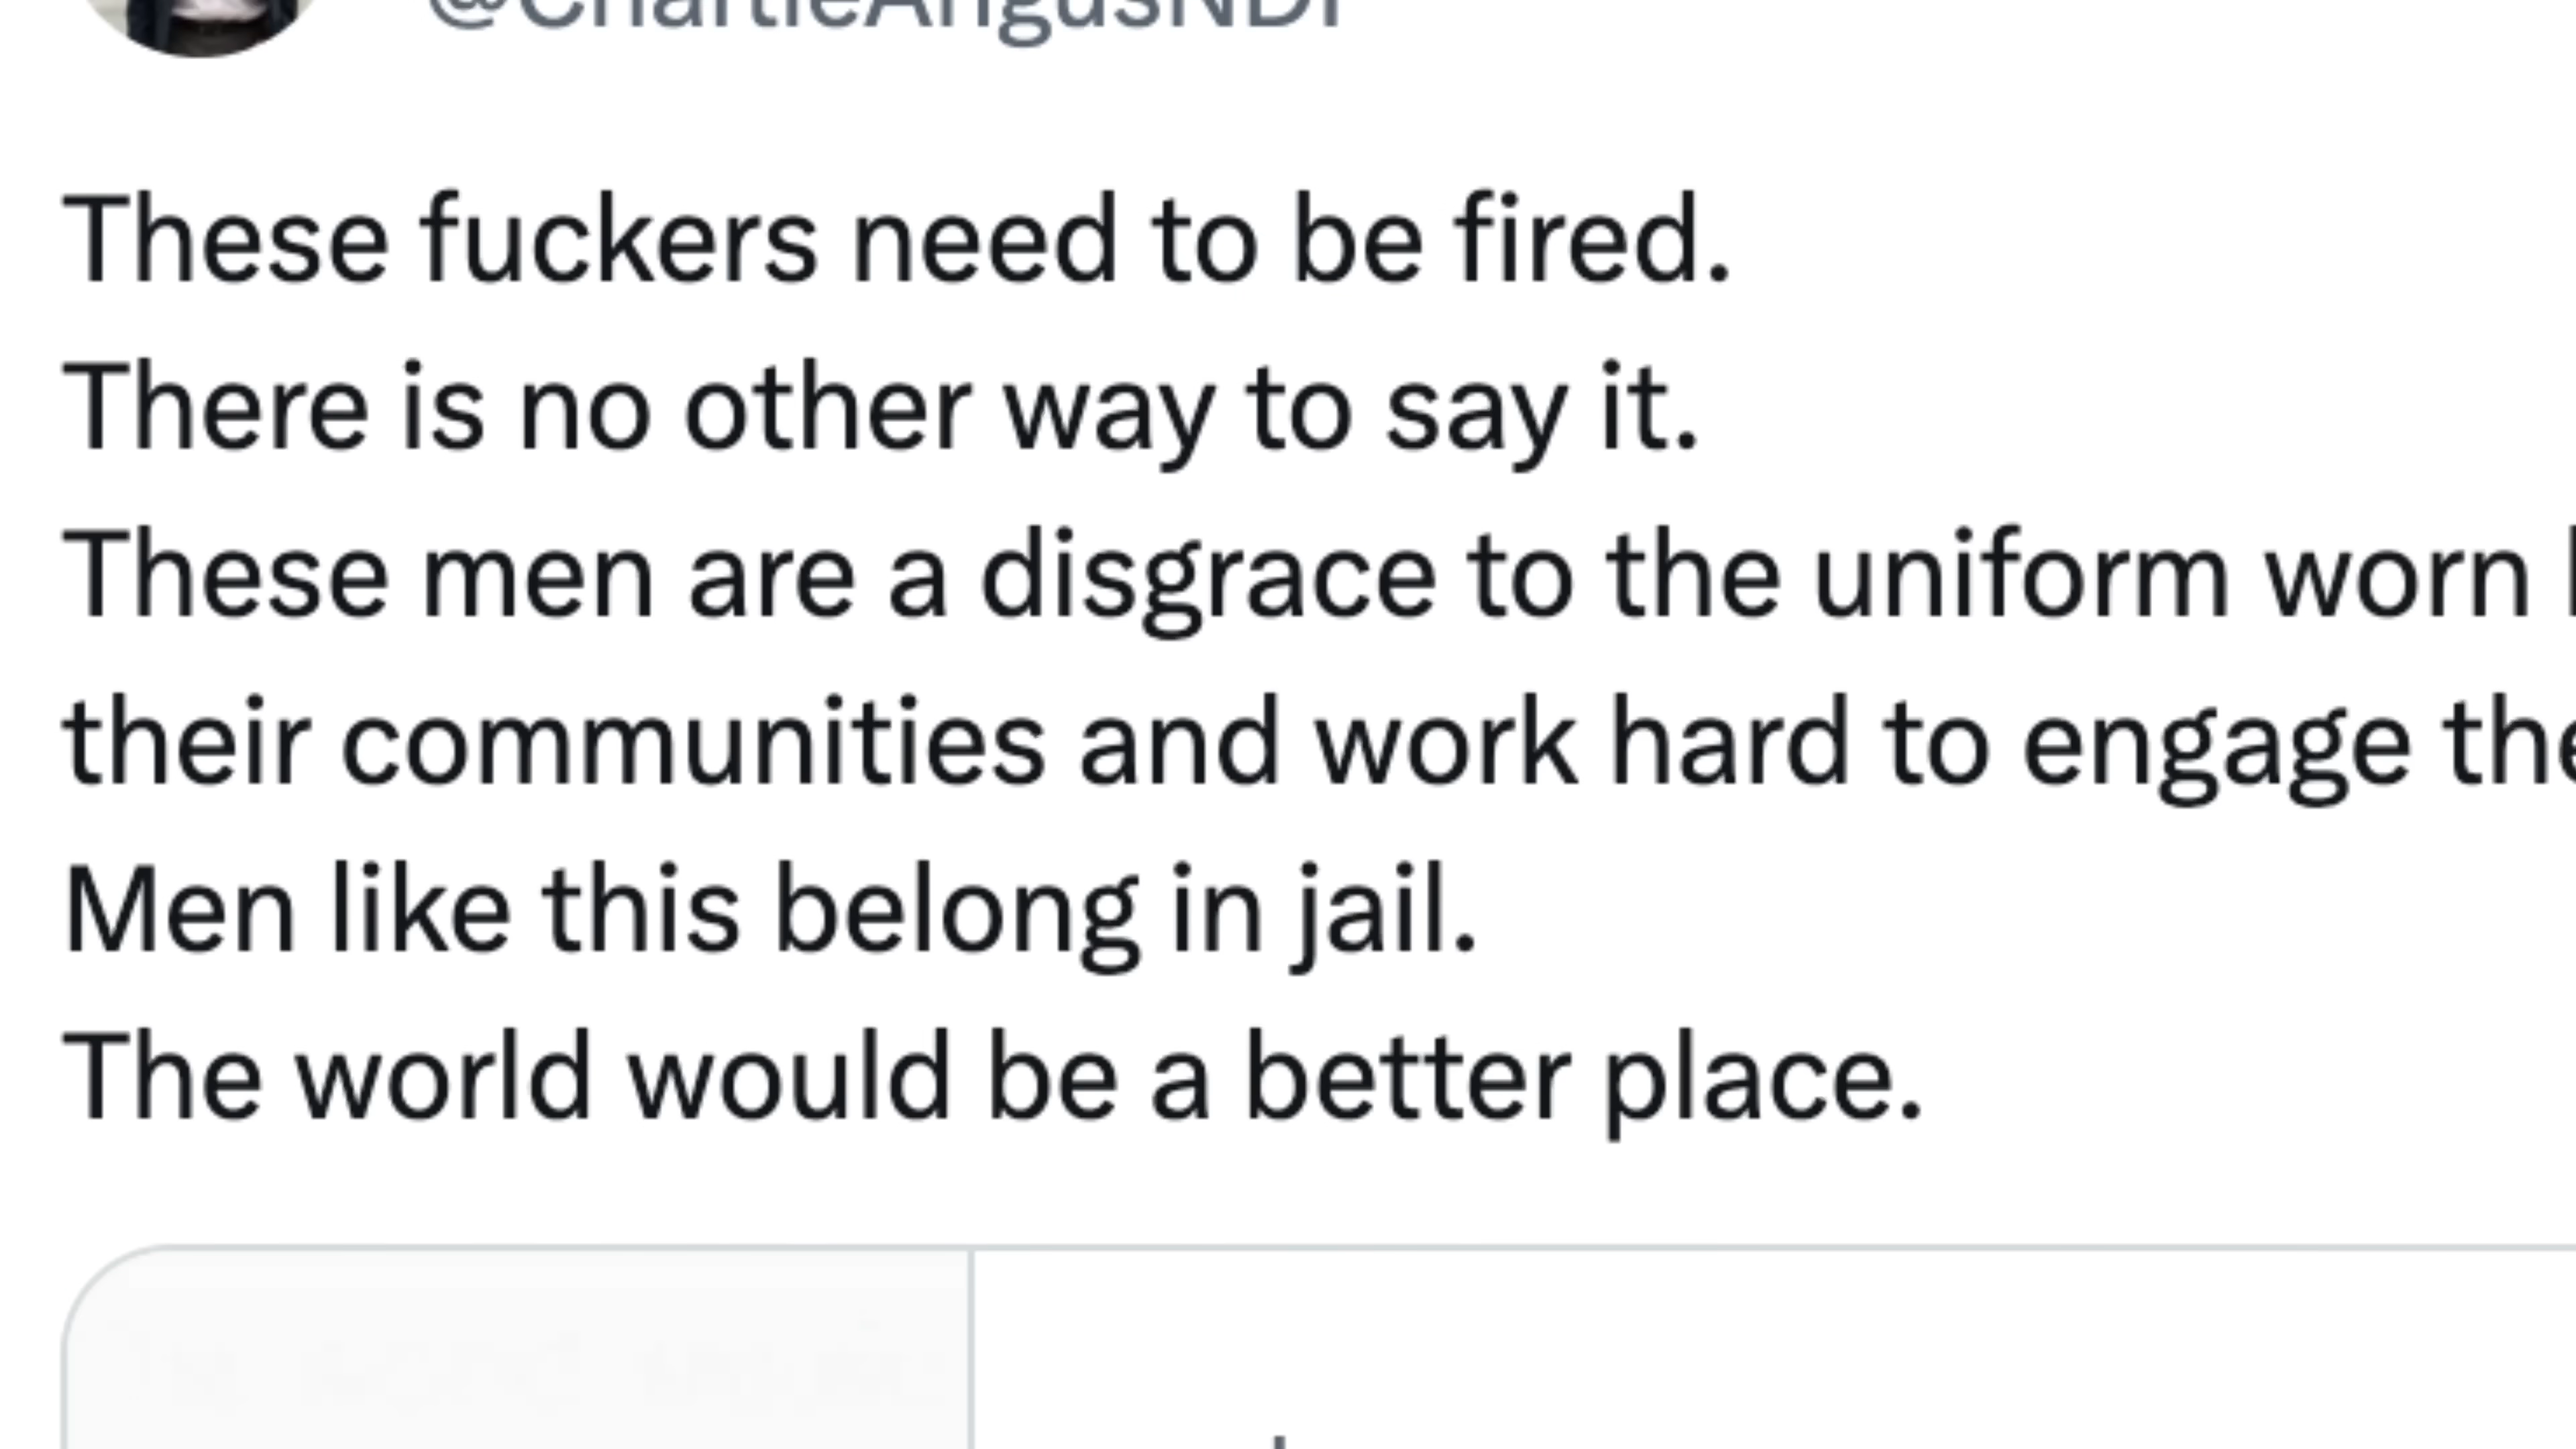 @CharlieAngusNDP
These fuckers need to be fired.
There is no other way to say it.
These men are a disgrace to the uniform worn
their communities and work hard to engage
Men like this belong in jail.
The world would be a better place.